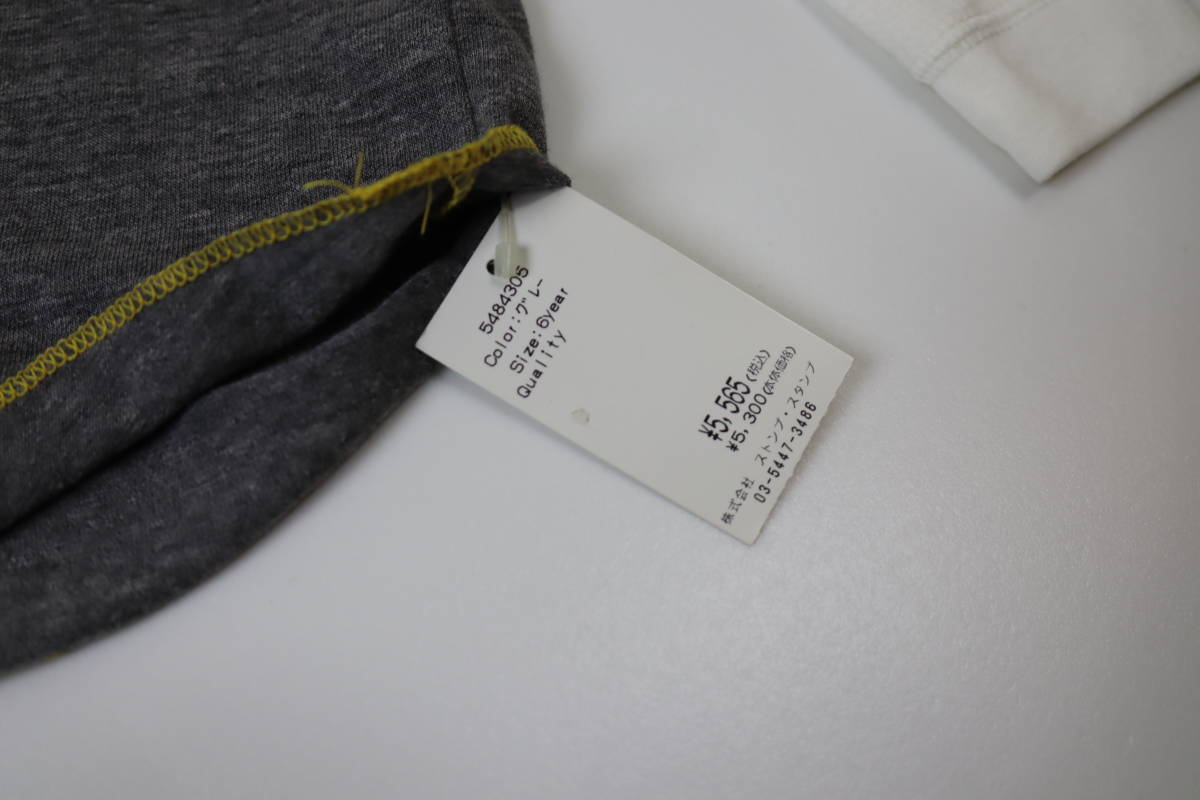 5484305
Color:グレー
Size:6year
Quality
¥5,565(税込)
¥5,300(本体価格)
株式会社 ストンプ・スタンプ
03-5447-3486